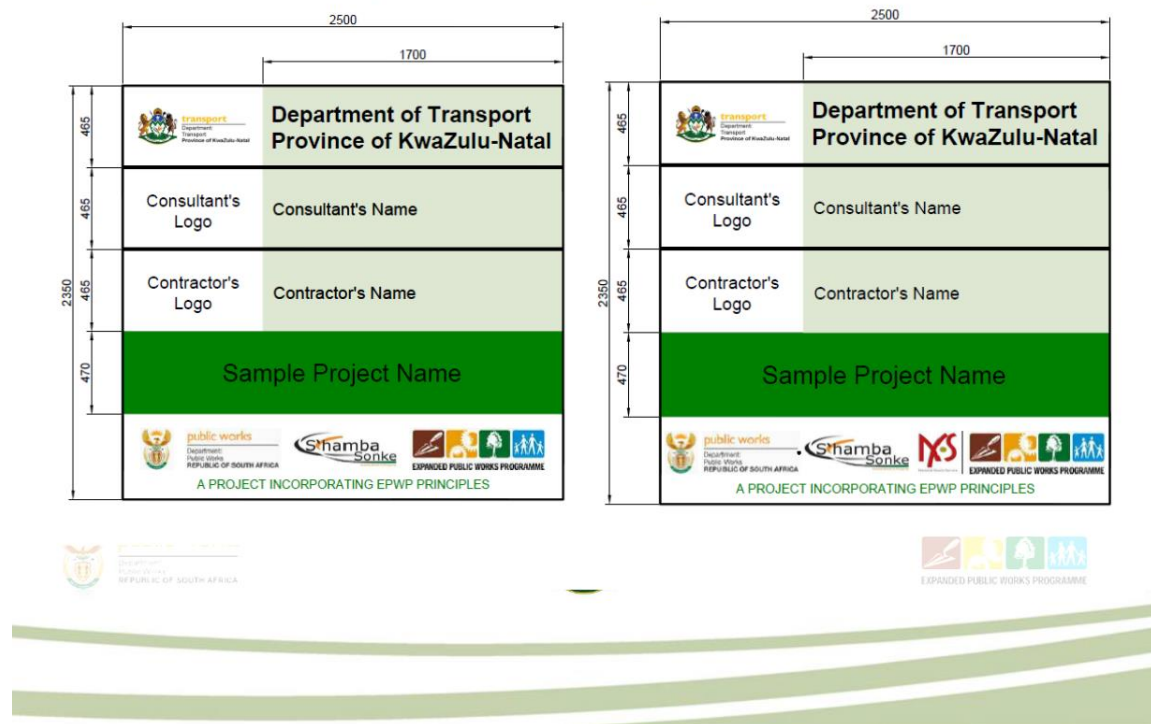 2500
1700
465
transport
Department:
Transport
Province of KwaZulu-Natal
Department of Transport
Province of KwaZulu-Natal
465
Consultant's
Logo
Consultant's Name
2350
465
Contractor's
Logo
Contractor's Name
470
Sample Project Name
public works
Department:
Public Works
REPUBLIC OF SOUTH AFRICA
S'hamba
Sonke
EXPANDED PUBLIC WORKS PROGRAMME
A PROJECT INCORPORATING EPWP PRINCIPLES
2500
1700
465
transport
Department:
Transport
Province of KwaZulu-Natal
Department of Transport
Province of KwaZulu-Natal
465
Consultant's
Logo
Consultant's Name
2350
465
Contractor's
Logo
Contractor's Name
470
Sample Project Name
public works
Department:
Public Works
REPUBLIC OF SOUTH AFRICA
S'hamba
Sonke
NYS
EXPANDED PUBLIC WORKS PROGRAMME
A PROJECT INCORPORATING EPWP PRINCIPLES
REPUBLIC OF SOUTH AFRICA
EXPANDED PUBLIC WORKS PROGRAMME